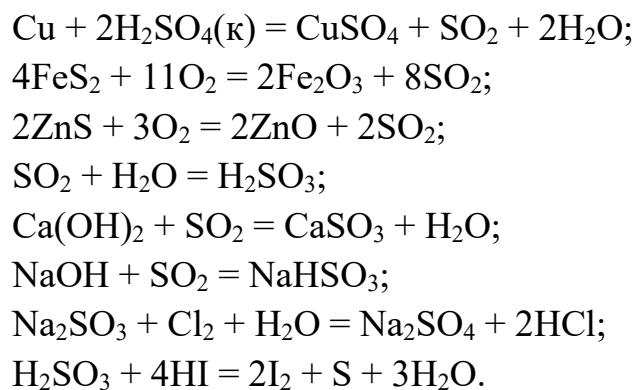 Cu + 2H₂SO₄(к) = CuSO₄ + SO₂ + 2H₂O;
4FeS₂ + 11O₂ = 2Fe₂O₃ + 8SO₂;
2ZnS + 3O₂ = 2ZnO + 2SO₂;
SO₂ + H₂O = H₂SO₃;
Ca(OH)₂ + SO₂ = CaSO₃ + H₂O;
NaOH + SO₂ = NaHSO₃;
Na₂SO₃ + Cl₂ + H₂O = Na₂SO₄ + 2HCl;
H₂SO₃ + 4HI = 2I₂ + S + 3H₂O.